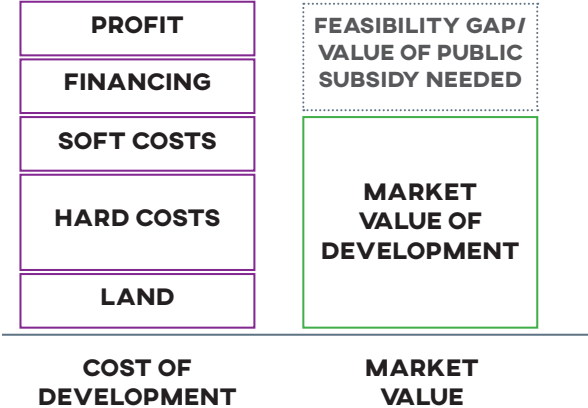 PROFIT
FINANCING
SOFT COSTS
HARD COSTS
LAND
COST OF
DEVELOPMENT
FEASIBILITY GAP/
VALUE OF PUBLIC
SUBSIDY NEEDED
MARKET
VALUE OF
DEVELOPMENT
MARKET
VALUE